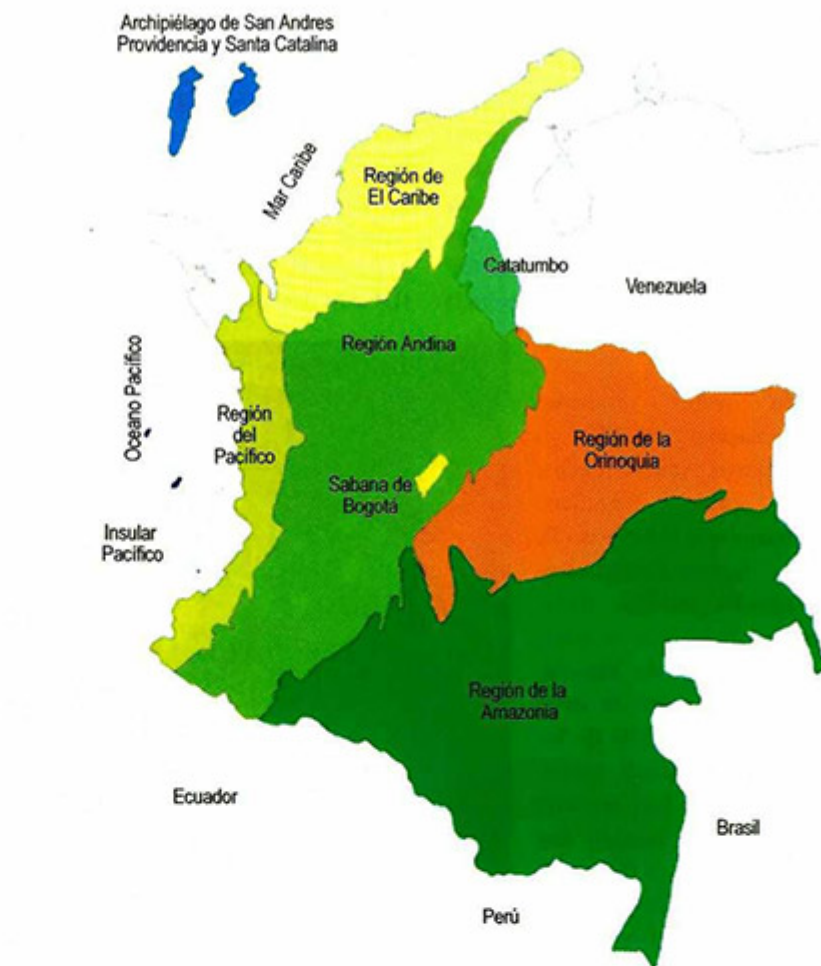 Archipiélago de San Andres
Providencia y Santa Catalina
Mar Caribe
Región de
El Caribe
Catatumbo
Venezuela
Región Andina
Oceano Pacífico
Región
del
Pacífico
Región de la
Orinoquia
Sabana de
Bogotá
Insular
Pacífico
Región de la
Amazonia
Ecuador
Brasil
Perú